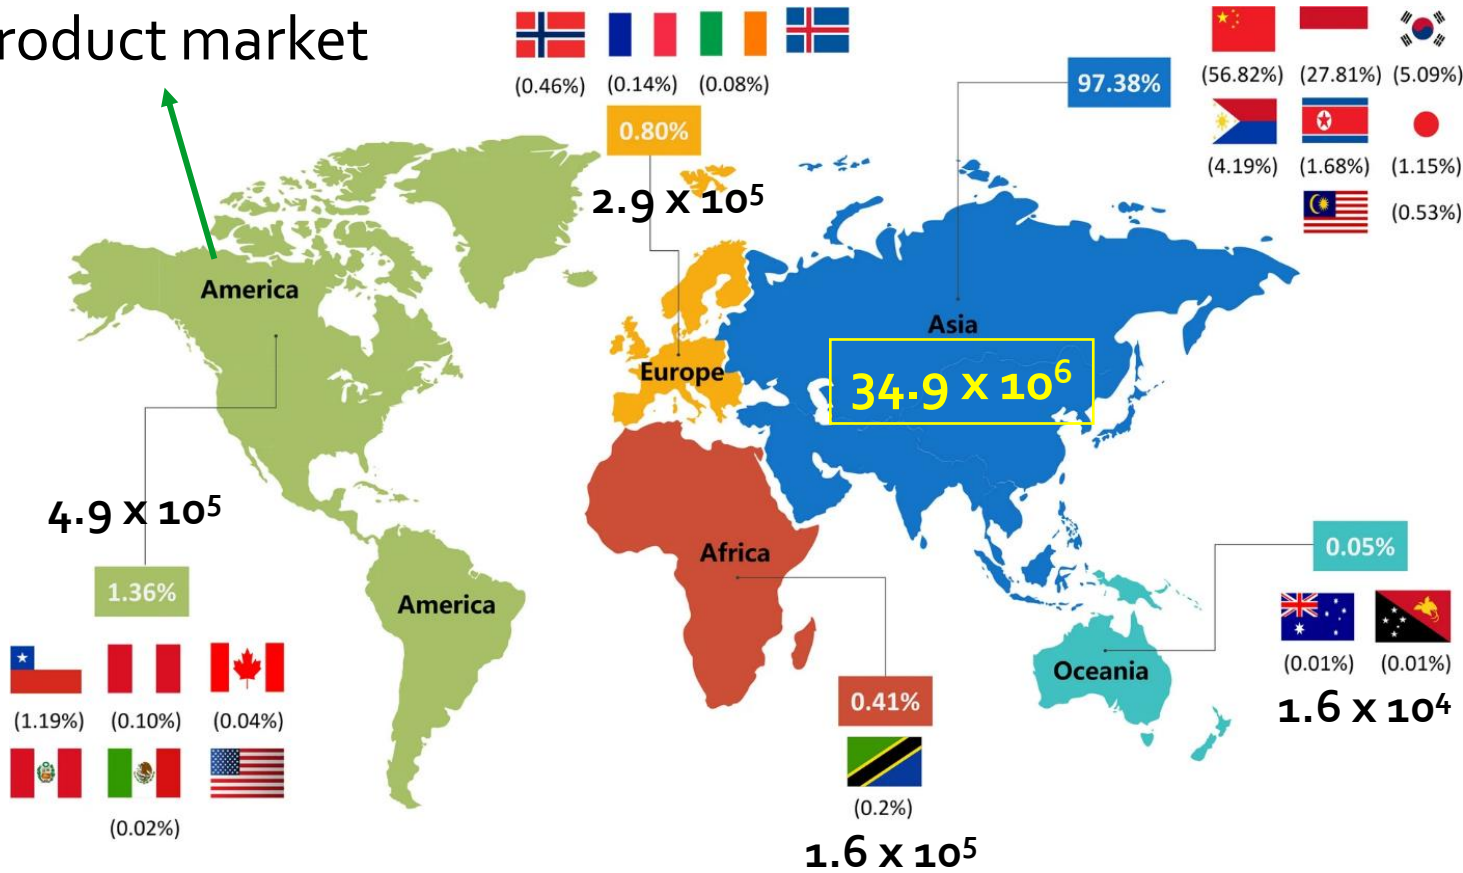 roduct market
(0.46%) (0.14%) (0.08%)
0.80%
2.9 x 10⁵
97.38%
(56.82%) (27.81%) (5.09%)
(4.19%) (1.68%) (1.15%)
(0.53%)
America
Asia
34.9 x 10⁶
Europe
4.9 x 10⁵
1.36%
America
(1.19%) (0.10%) (0.04%)
(0.02%)
Africa
0.41%
(0.2%)
1.6 x 10⁵
0.05%
Oceania
(0.01%) (0.01%)
1.6 x 10⁴